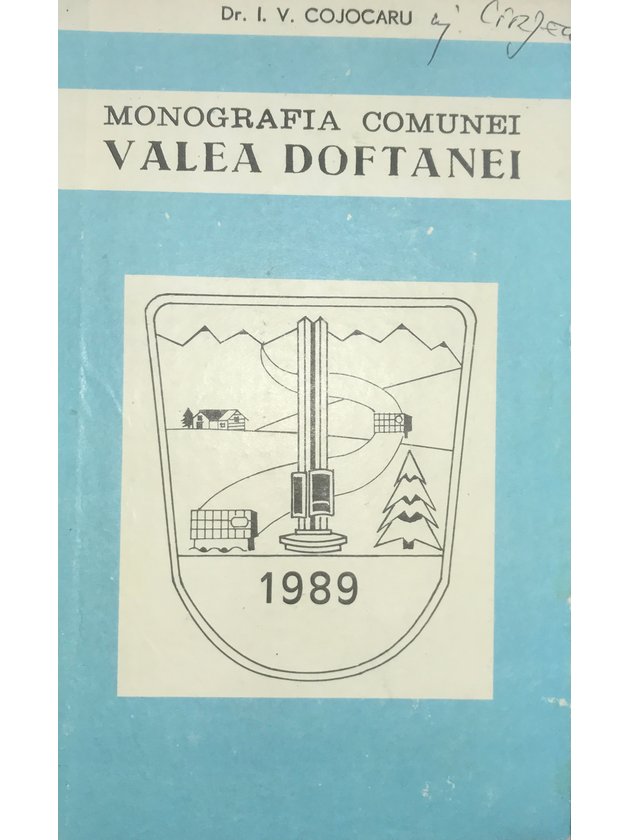 Dr. I. V. COJOCARU
MONOGRAFIA COMUNEI
VALEA DOFTANEI
1989